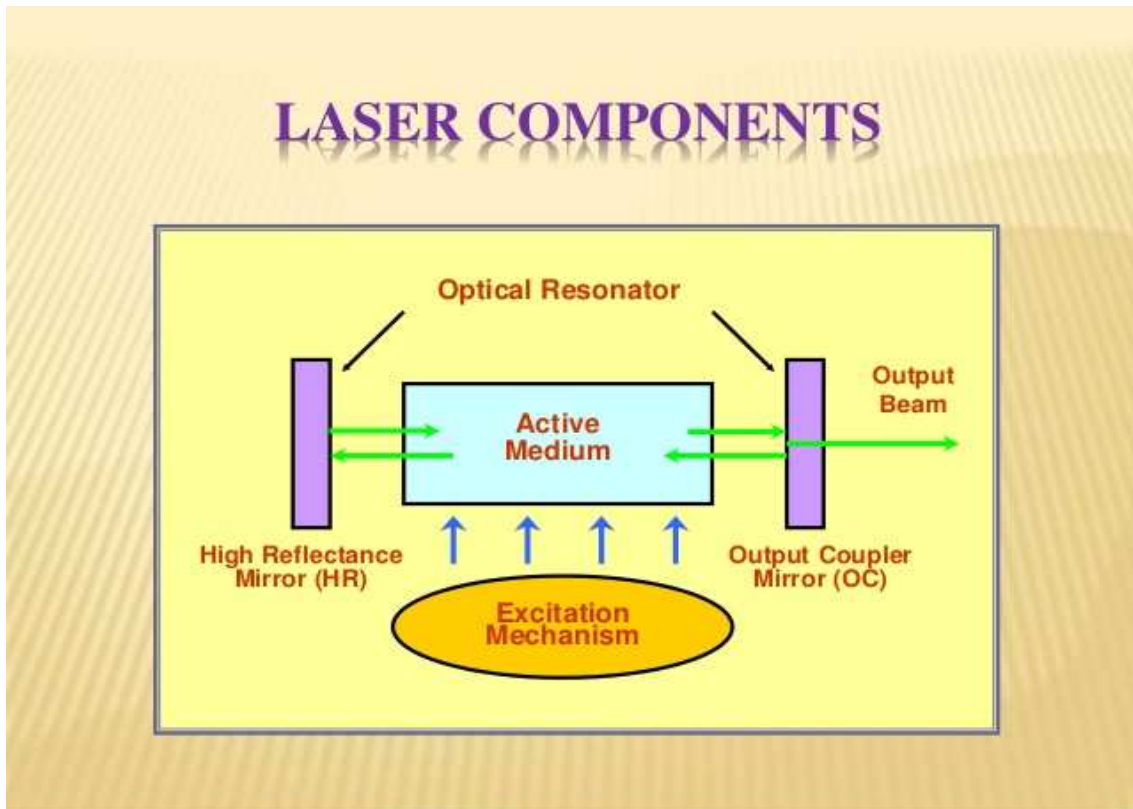 LASER COMPONENTS
Optical Resonator
Output
Beam
Active
Medium
High Reflectance
Mirror (HR)
Output Coupler
Mirror (OC)
Excitation
Mechanism